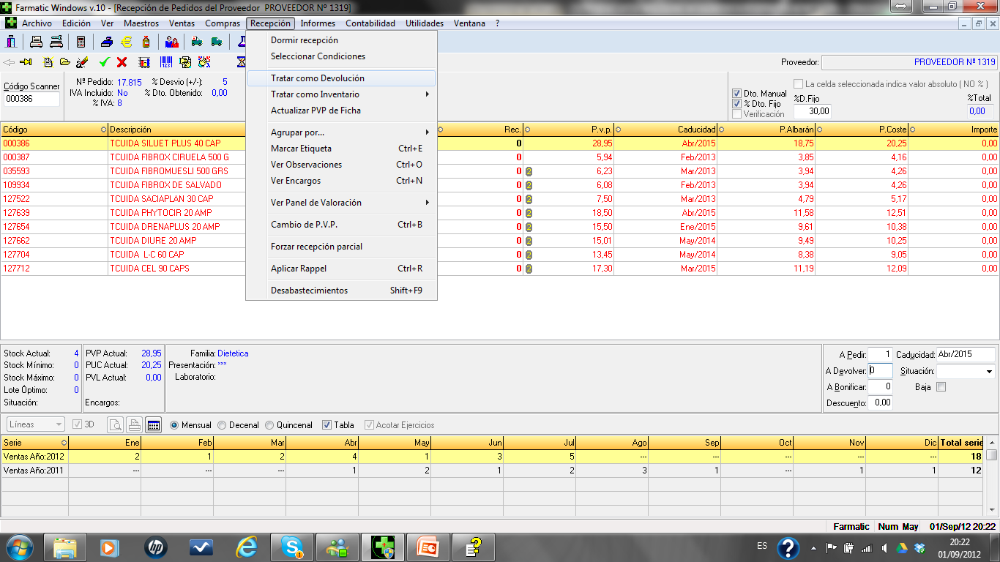 Farmatic Windows v.10 - [Recepción de Pedidos del Proveedor  PROVEEDOR Nº 1319]
Archivo Edición Ver Maestros Ventas Compras Recepción Informes Contabilidad Utilidades Ventana ?
Proveedor: PROVEEDOR Nº 1319
Código Scanner
000386
Nº Pedido: 17.815 % Desvio (+/-): 5
IVA Incluido: No % Dto. Obtenido: 0,00
% IVA: 8
La celda seleccionada indica valor absoluto ( NO % )
Dto. Manual
% Dto. Fijo
Verificación
%D.Fijo
30,00
%Total
0,00
Dormir recepción
Seleccionar Condiciones
Tratar como Devolución
Tratar como Inventario
Actualizar PVP de Ficha
Agrupar por...
Marcar Etiqueta Ctrl+E
Ver Observaciones Ctrl+O
Ver Encargos Ctrl+N
Ver Panel de Valoración
Cambio de P.V.P. Ctrl+B
Forzar recepción parcial
Aplicar Rappel Ctrl+R
Desabastecimientos Shift+F9
Código Descripción Rec. P.v.p. Caducidad P.Albarán P.Coste Importe
000386 TCUIDA SILUET PLUS 40 CAP 0 28,95 Abr/2015 18,75 20,25 0,00
000387 TCUIDA FIBROX CIRUELA 500 G 0 5,94 Feb/2013 3,85 4,16 0,00
035593 TCUIDA FIBROMUESLI 500 GRS 0 2 6,23 Mar/2013 3,94 4,26 0,00
109934 TCUIDA FIBROX DE SALVADO 0 2 6,08 Feb/2013 3,94 4,26 0,00
127522 TCUIDA SACIAPLAN 30 CAP 0 2 7,50 Mar/2013 4,79 5,17 0,00
127639 TCUIDA PHYTOCIR 20 AMP 0 2 18,50 Abr/2015 11,58 12,51 0,00
127654 TCUIDA DRENAPLUS 20 AMP 0 2 15,50 Ene/2015 9,61 10,38 0,00
127662 TCUIDA DIURE 20 AMP 0 2 15,01 May/2014 9,49 10,25 0,00
127704 TCUIDA  L-C 60 CAP 0 2 13,45 May/2014 8,38 9,05 0,00
127712 TCUIDA CEL 90 CAPS 0 2 17,30 Mar/2015 11,19 12,09 0,00
Stock Actual: 4 PVP Actual: 28,95 Familia: Dietetica
Stock Mínimo: 0 PUC Actual: 20,25 Presentación: ***
Stock Máximo: 0 PVL Actual: 0,00 Laboratorio:
Lote Óptimo: 0
Situación: Encargos:
A Pedir: 1 Caducidad: Abr/2015
A Devolver: 0 Situación:
A Bonificar: 0 Baja
Descuento: 0,00
Líneas 3D Mensual Decenal Quincenal Tabla Acotar Ejercicios
Serie Ene Feb Mar Abr May Jun Jul Ago Sep Oct Nov Dic Total serie
Ventas Año:2012 2 1 2 4 1 3 5 --- --- --- --- --- 18
Ventas Año:2011 --- --- --- 1 2 1 2 3 1 --- 1 1 12
Farmatic Num May 01/Sep/12 20:22
ES
20:22
01/09/2012